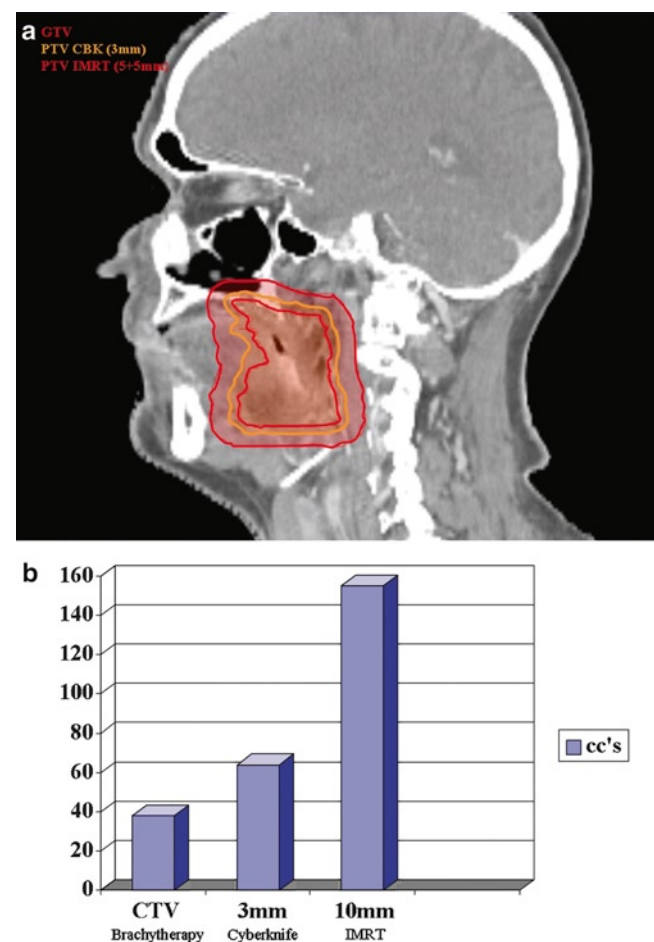 a GTV
PTV CBK (3mm)
PTV IMRT (5+5mm)
b
160
140
120
100
80
60
40
20
0
cc's
CTV 3mm 10mm
Brachytherapy Cyberknife IMRT